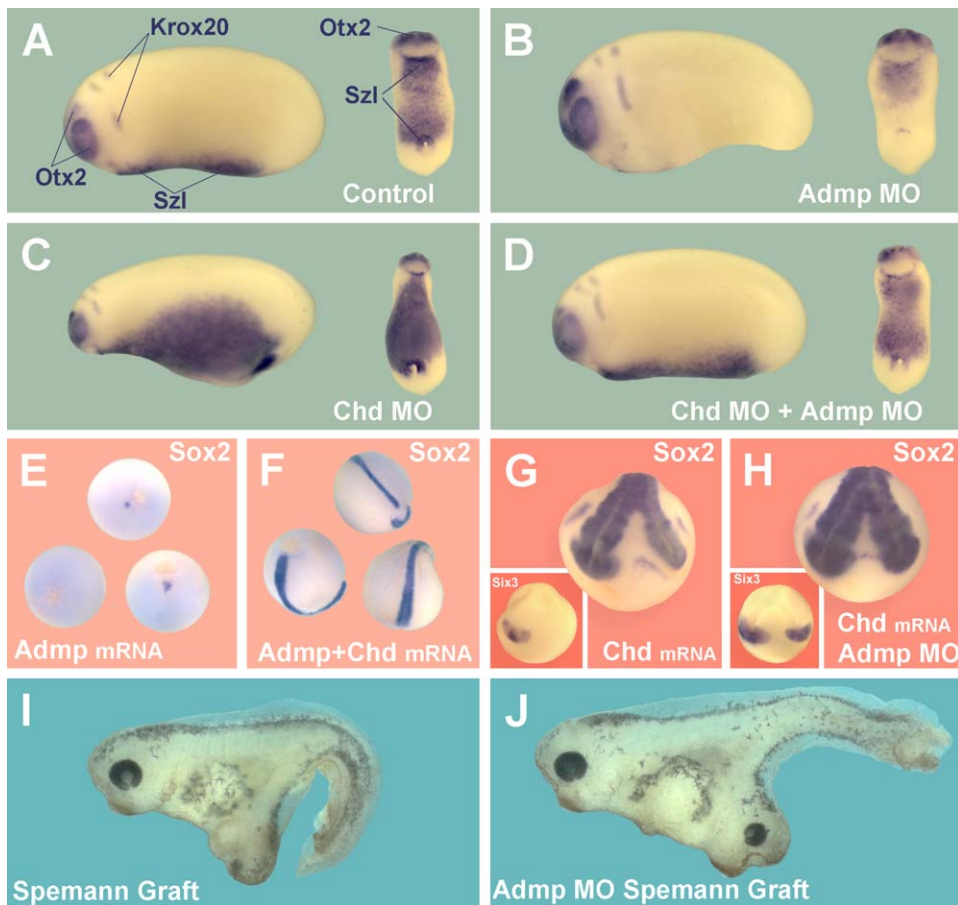 A
Krox20
Otx2
Szl
Otx2
Szl
Control
B
Admp MO
C
Chd MO
D
Chd MO + Admp MO
E
Sox2
Admp mRNA
F
Sox2
Admp+Chd mRNA
G
Sox2
Six3
Chd mRNA
H
Sox2
Six3
Chd mRNA
Admp MO
I
Spemann Graft
J
Admp MO Spemann Graft